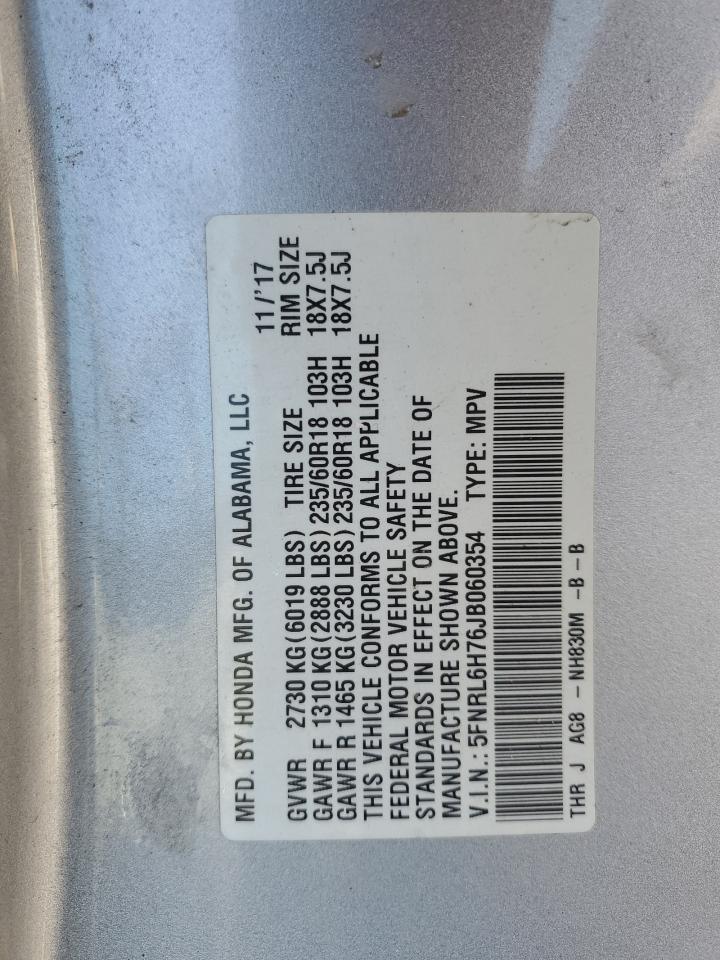 MFD. BY HONDA MFG. OF ALABAMA, LLC
11/'17
GVWR 2730 KG(6019 LBS) TIRE SIZE RIM SIZE
GAWR F 1310 KG(2888 LBS)235/60R18 103H 18X7.5J
GAWR R 1465 KG(3230 LBS)235/60R18 103H 18X7.5J
THIS VEHICLE CONFORMS TO ALL APPLICABLE
FEDERAL MOTOR VEHICLE SAFETY
STANDARDS IN EFFECT ON THE DATE OF
MANUFACTURE SHOWN ABOVE.
V.I.N.: 5FNRL6H76JB060354 TYPE: MPV
THR J AG8 - NH830M -B-B